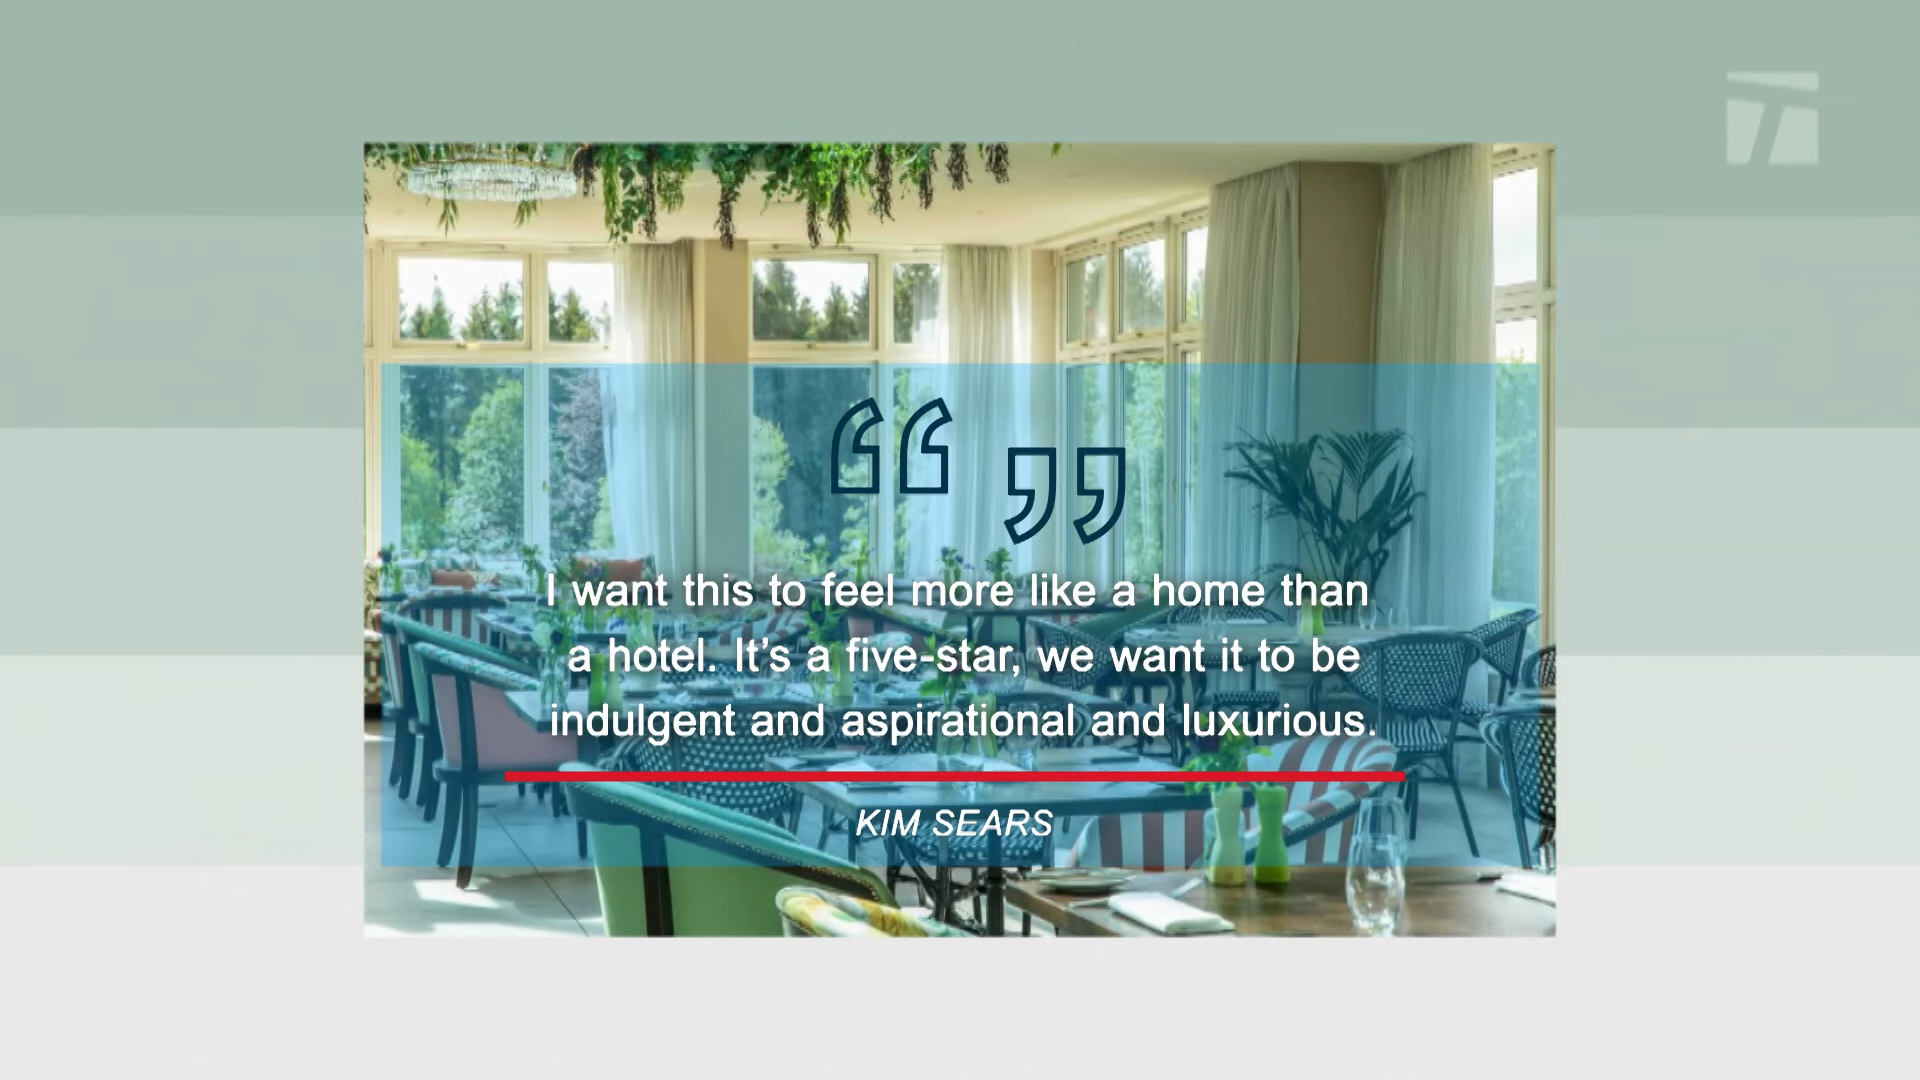 “ ”
I want this to feel more like a home than
a hotel. It’s a five-star, we want it to be
indulgent and aspirational and luxurious.
KIM SEARS